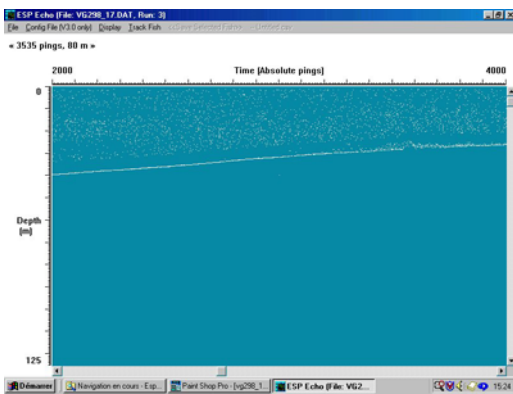 ESP Echo (File: VG298_17.DAT, Run: 3)
File Config File (V3.0 only) Display Track Fish
« 3535 pings, 80 m »
2000 Time (Absolute pings) 4000
0
Depth
(m)
125
Démarrer Navigation en cours - Esp... Paint Shop Pro - [vg298_1... ESP Echo (File: VG2... 15:24